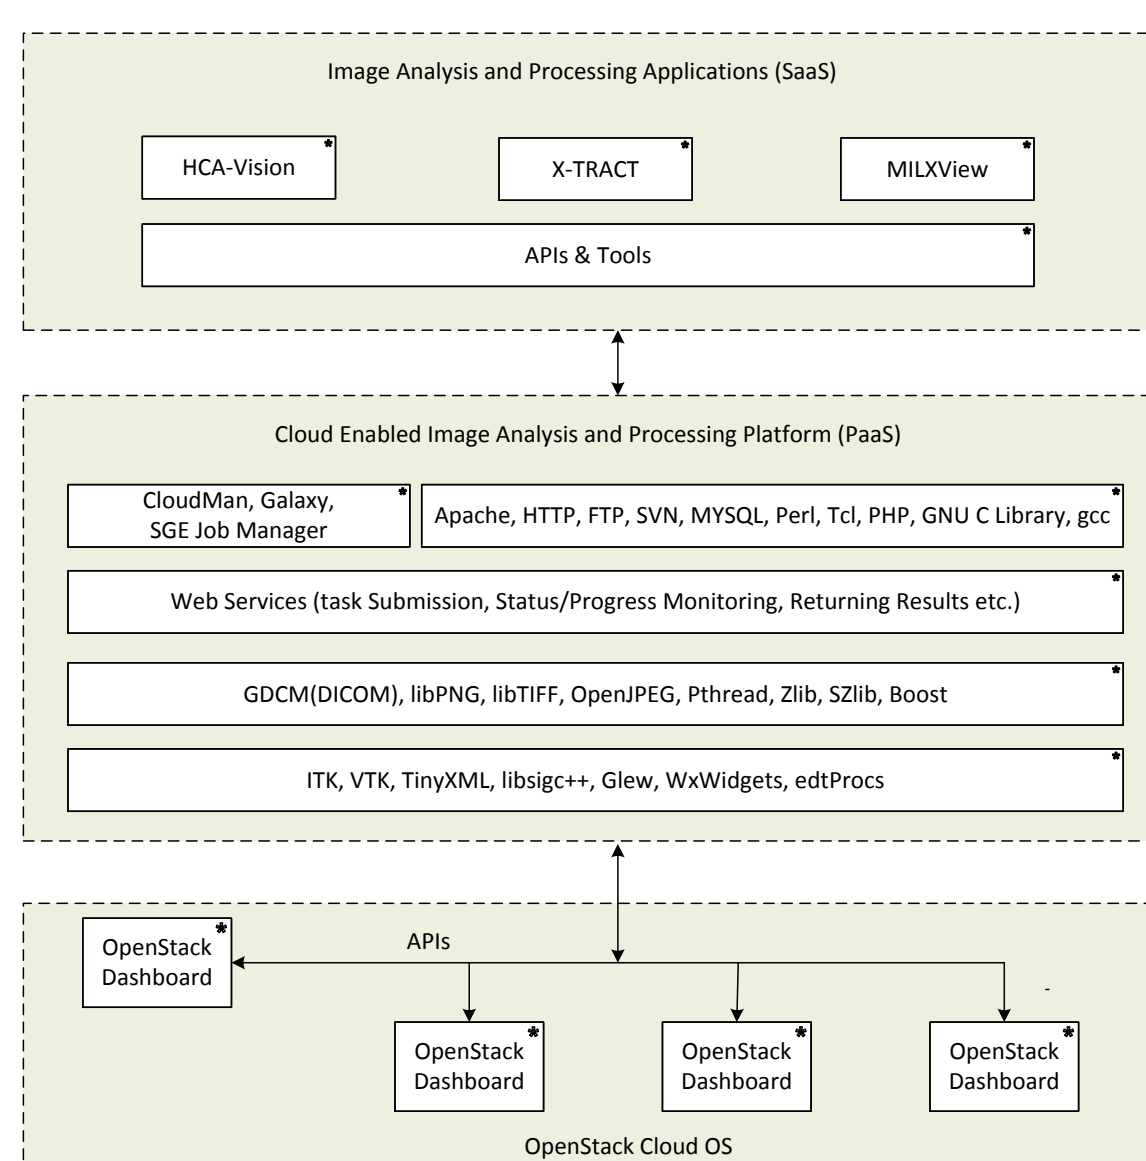 Image Analysis and Processing Applications (SaaS)
*
HCA-Vision
*
X-TRACT
*
MILXView
*
APIs & Tools
Cloud Enabled Image Analysis and Processing Platform (PaaS)
*
CloudMan, Galaxy,
SGE Job Manager
*
Apache, HTTP, FTP, SVN, MYSQL, Perl, Tcl, PHP, GNU C Library, gcc
*
Web Services (task Submission, Status/Progress Monitoring, Returning Results etc.)
*
GDCM(DICOM), libPNG, libTIFF, OpenJPEG, Pthread, Zlib, SZlib, Boost
*
ITK, VTK, TinyXML, libsigc++, Glew, WxWidgets, edtProcs
*
OpenStack
Dashboard
APIs
-
*
OpenStack
Dashboard
*
OpenStack
Dashboard
*
OpenStack
Dashboard
OpenStack Cloud OS